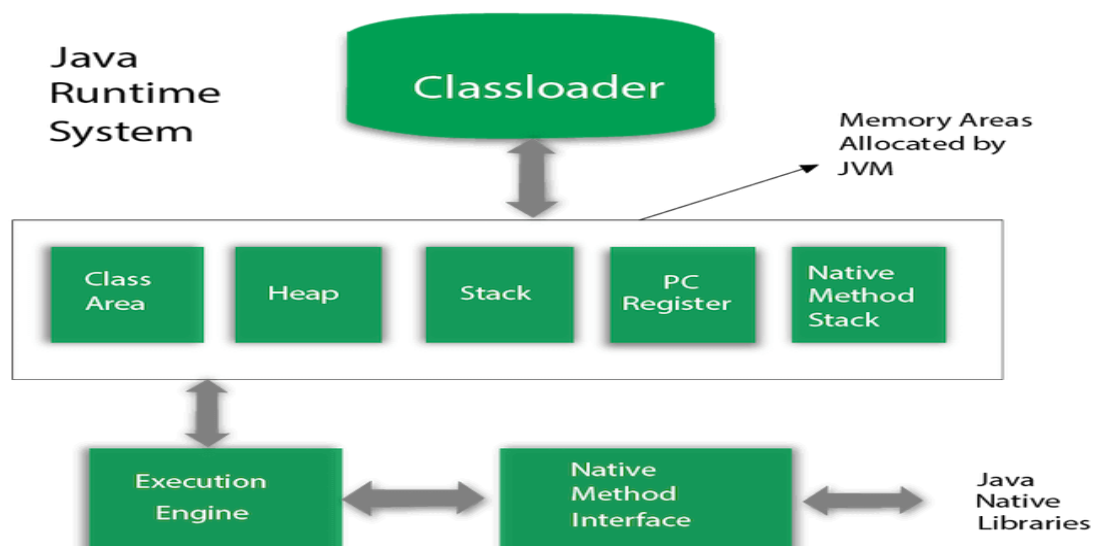 Java
Runtime
System
Classloader
Memory Areas
Allocated by
JVM
Class
Area
Heap
Stack
PC
Register
Native
Method
Stack
Execution
Engine
Native
Method
Interface
Java
Native
Libraries